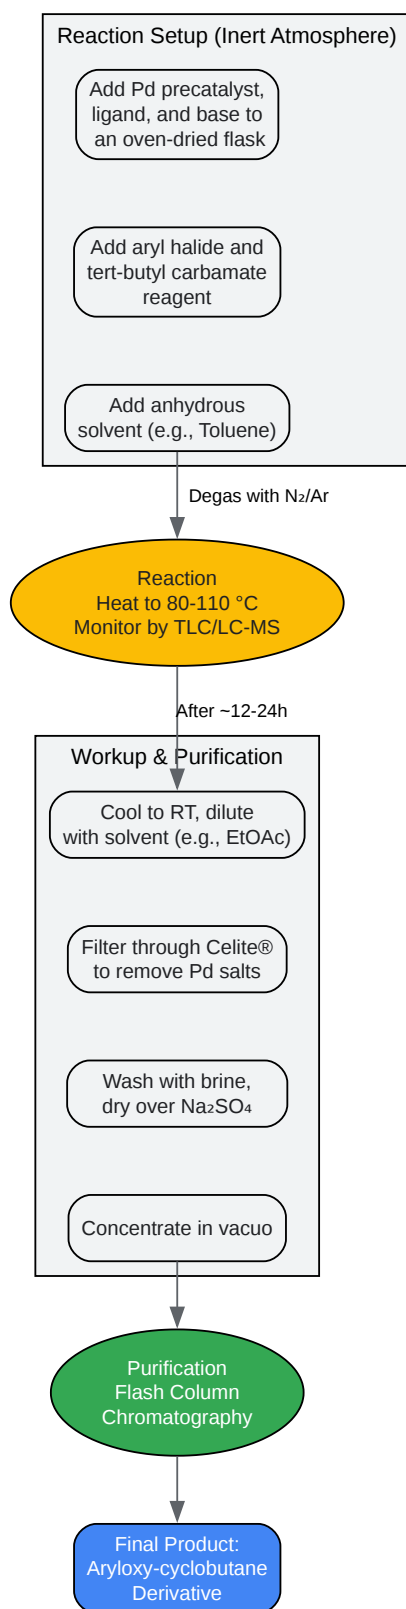 Reaction Setup (Inert Atmosphere)
Add Pd precatalyst,
ligand, and base to
an oven-dried flask
Add aryl halide and
tert-butyl carbamate
reagent
Add anhydrous
solvent (e.g., Toluene)
Degas with N₂/Ar
Reaction
Heat to 80-110 °C
Monitor by TLC/LC-MS
After ~12-24h
Workup & Purification
Cool to RT, dilute
with solvent (e.g., EtOAc)
Filter through Celite®
to remove Pd salts
Wash with brine,
dry over Na₂SO₄
Concentrate in vacuo
Purification
Flash Column
Chromatography
Final Product:
Aryloxy-cyclobutane
Derivative